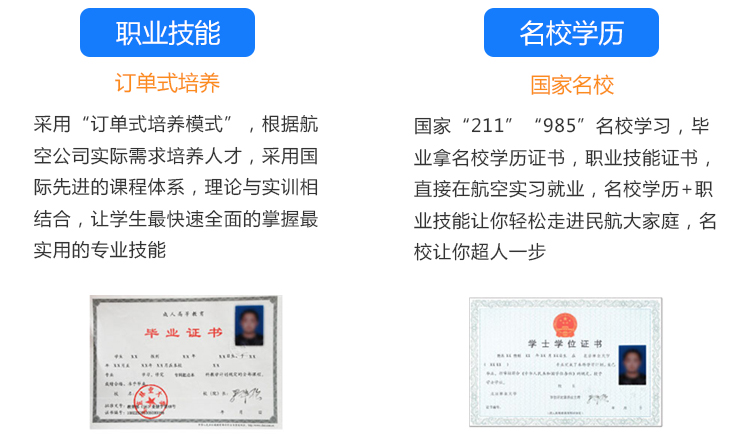 职业技能
订单式培养
采用“订单式培养模式”，根据航
空公司实际需求培养人才，采用国
际先进的课程体系，理论与实训相
结合，让学生最快速全面的掌握最
实用的专业技能
名校学历
国家名校
国家“211”“985”名校学习，毕
业拿名校学历证书，职业技能证书，
直接在航空实习就业，名校学历+职
业技能让你轻松走进民航大家庭，名
校让你超人一步
成人高等教育
毕业证书
学士学位证书